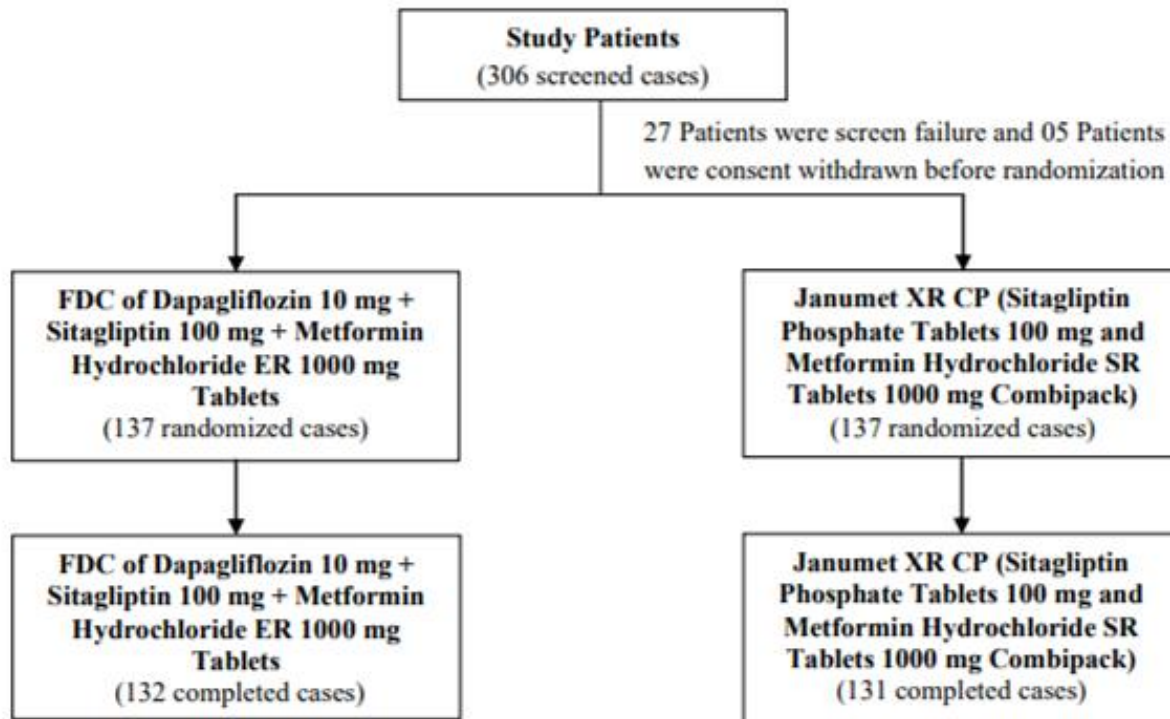 Study Patients
(306 screened cases)
27 Patients were screen failure and 05 Patients
were consent withdrawn before randomization
FDC of Dapagliflozin 10 mg +
Sitagliptin 100 mg + Metformin
Hydrochloride ER 1000 mg
Tablets
(137 randomized cases)
Janumet XR CP (Sitagliptin
Phosphate Tablets 100 mg and
Metformin Hydrochloride SR
Tablets 1000 mg Combipack)
(137 randomized cases)
FDC of Dapagliflozin 10 mg +
Sitagliptin 100 mg + Metformin
Hydrochloride ER 1000 mg
Tablets
(132 completed cases)
Janumet XR CP (Sitagliptin
Phosphate Tablets 100 mg and
Metformin Hydrochloride SR
Tablets 1000 mg Combipack)
(131 completed cases)